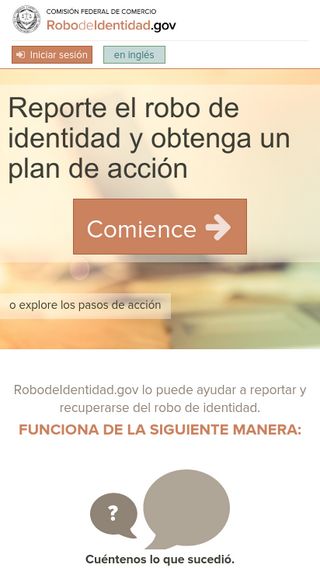 COMISIÓN FEDERAL DE COMERCIO
RobodeIdentidad.gov
Iniciar sesión
en inglés
Reporte el robo de
identidad y obtenga un
plan de acción
Comience
o explore los pasos de acción
RobodeIdentidad.gov lo puede ayudar a reportar y
recuperarse del robo de identidad.
FUNCIONA DE LA SIGUIENTE MANERA:
?
Cuéntenos lo que sucedió.